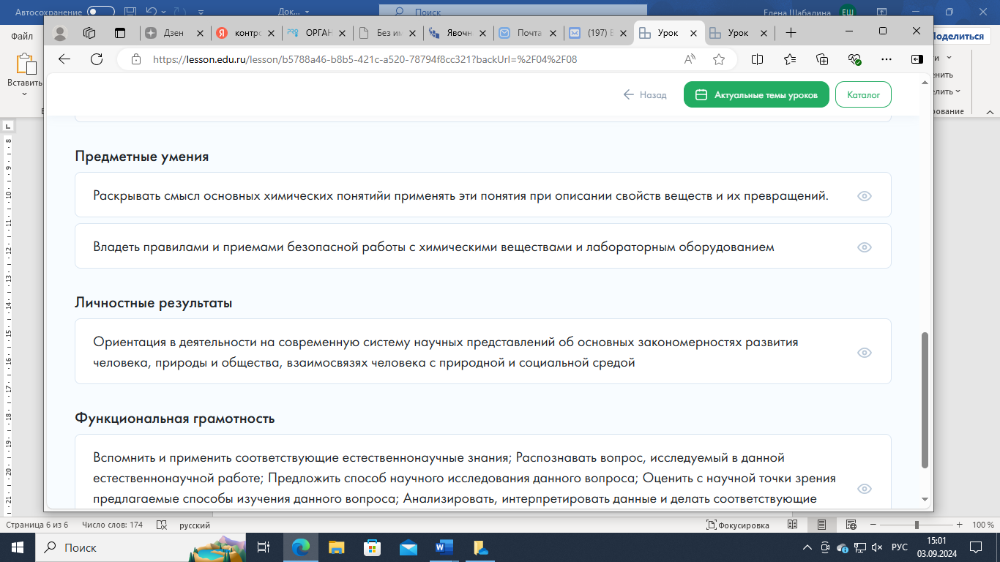 Автосохранение
Док...
Поиск
Елена Шабалина
ЕШ
Файл
Поделиться
Вставить
Дзен
контро
ОРГАН
Без им
Явочн
Почта
(197) В
Урок
Урок
https://lesson.edu.ru/lesson/b5788a46-b8b5-421c-a520-78794f8cc321?backUrl=%2F04%2F08
Назад
Актуальные темы уроков
Каталог
Предметные умения
Раскрывать смысл основных химических понятийи применять эти понятия при описании свойств веществ и их превращений.
Владеть правилами и приемами безопасной работы с химическими веществами и лабораторным оборудованием
Личностные результаты
Ориентация в деятельности на современную систему научных представлений об основных закономерностях развития
человека, природы и общества, взаимосвязях человека с природной и социальной средой
Функциональная грамотность
Вспомнить и применить соответствующие естественнонаучные знания; Распознавать вопрос, исследуемый в данной
естественнонаучной работе; Предложить способ научного исследования данного вопроса; Оценить с научной точки зрения
предлагаемые способы изучения данного вопроса; Анализировать, интерпретировать данные и делать соответствующие
Страница 6 из 6
Число слов: 174
русский
Фокусировка
100 %
Поиск
РУС
15:01
03.09.2024